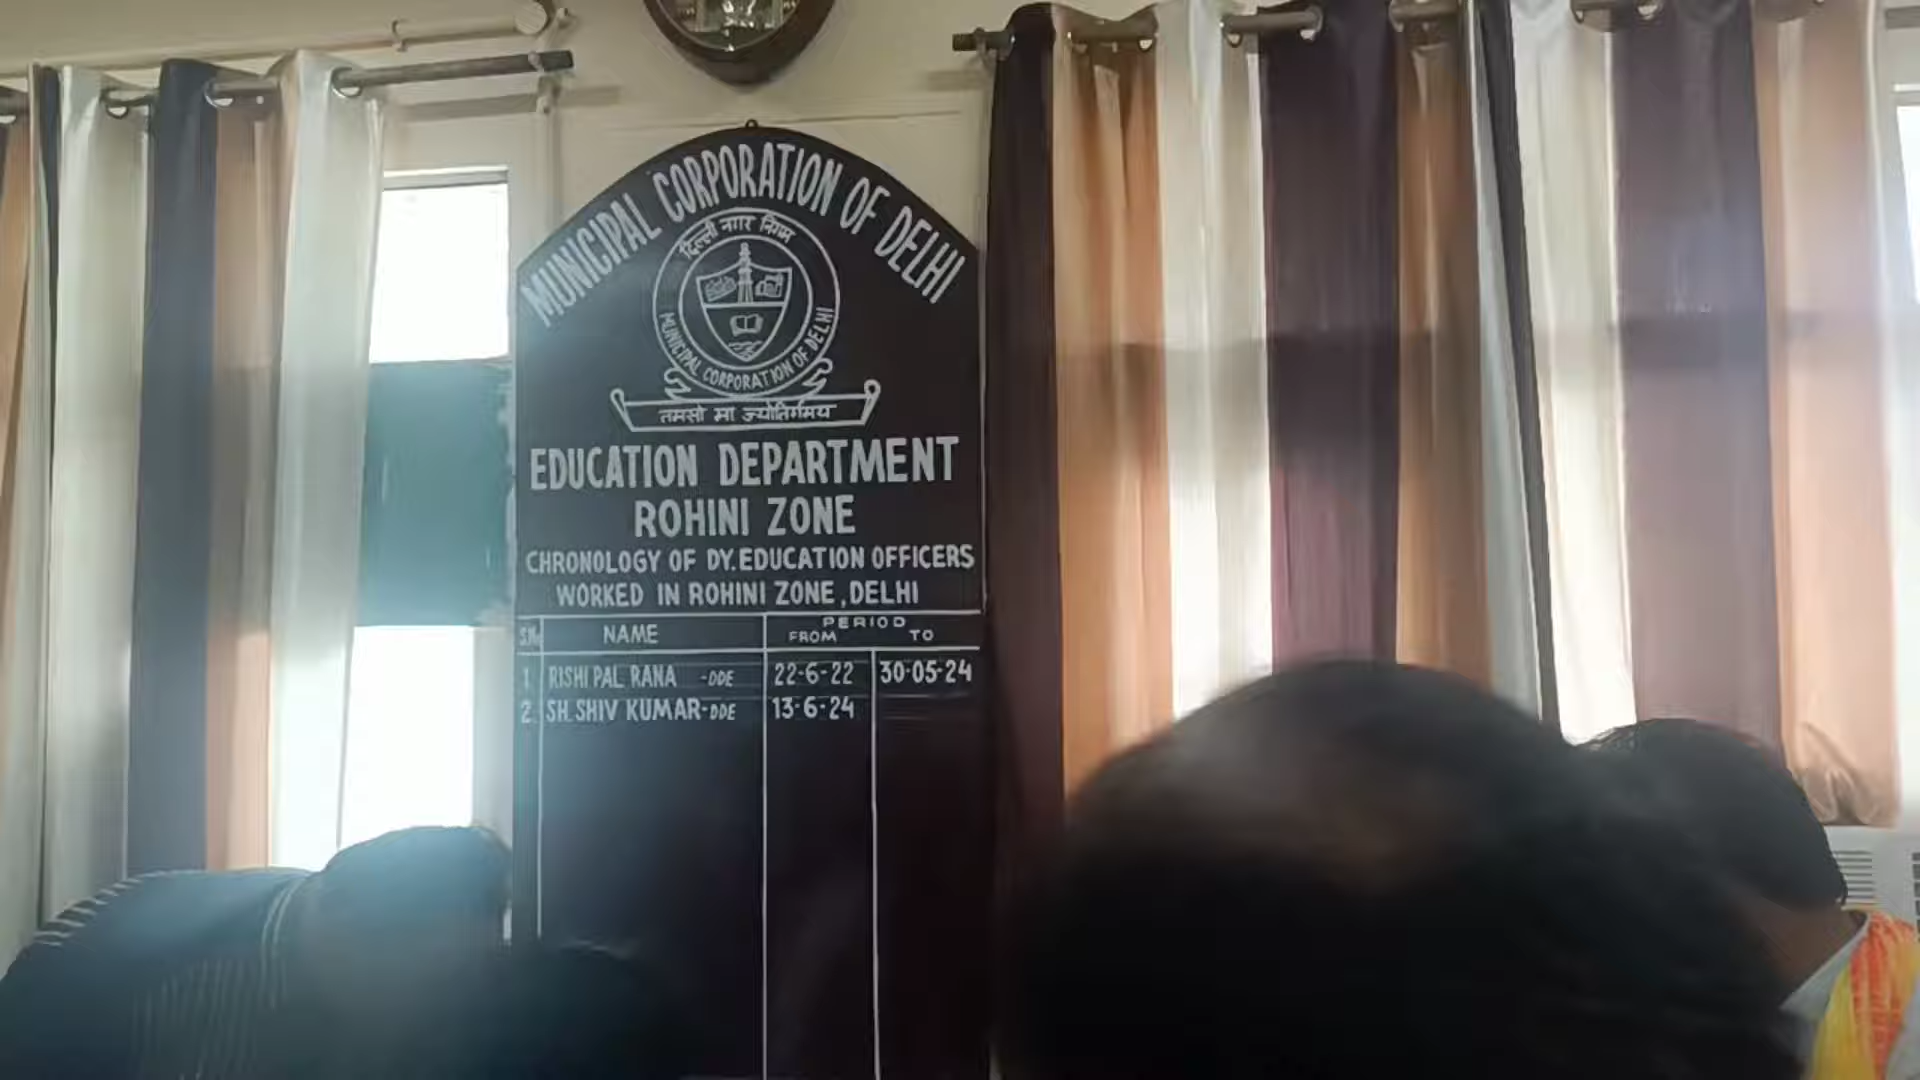 MUNICIPAL CORPORATION OF DELHI
दिल्ली नगर निगम
MUNICIPAL CORPORATION OF DELHI
तमसो मा ज्योतिर्गमय
EDUCATION DEPARTMENT
ROHINI ZONE
CHRONOLOGY OF DY. EDUCATION OFFICERS
WORKED IN ROHINI ZONE, DELHI
S.No NAME PERIOD
FROM TO
1. RISHI PAL RANA -DDE 22-6-22 30-05-24
2. SH. SHIV KUMAR-DDE 13-6-24